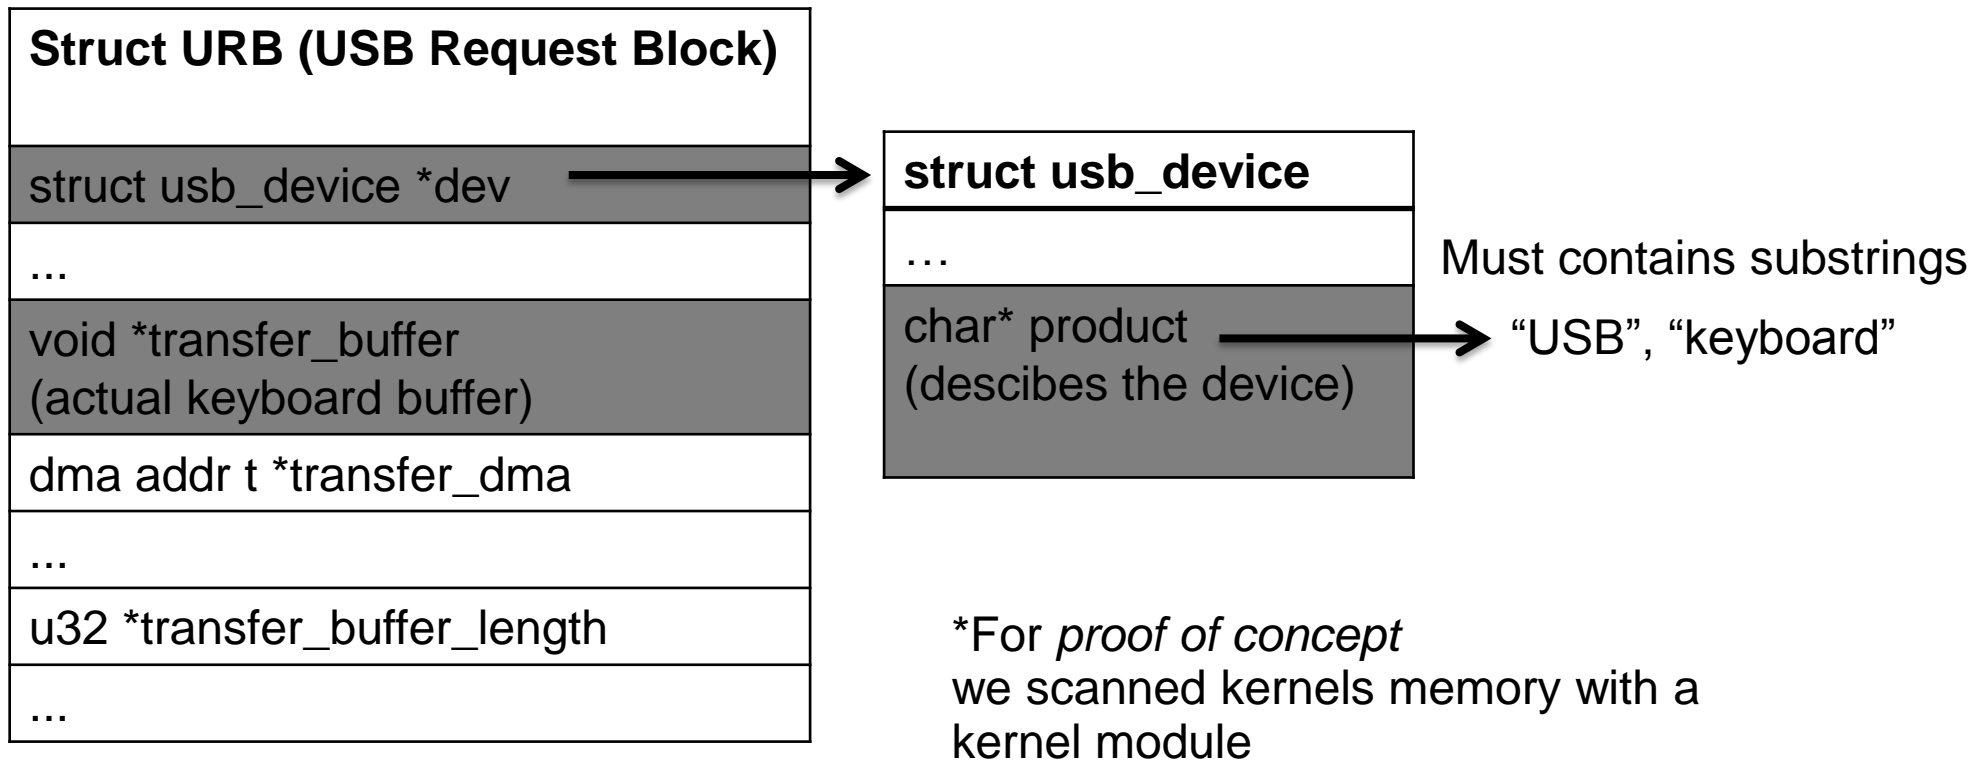 Struct URB (USB Request Block)
struct usb_device *dev
...
void *transfer_buffer
(actual keyboard buffer)
dma addr t *transfer_dma
...
u32 *transfer_buffer_length
...
struct usb_device
…
char* product
(descibes the device)
Must contains substrings
“USB”, “keyboard”
*For proof of concept
we scanned kernels memory with a
kernel module